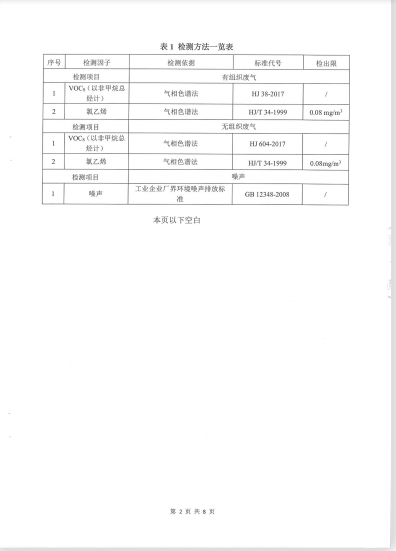 表 1 检测方法一览表
序号 检测因子 检测依据 标准代号 检出限
检测项目 有组织废气
1 VOCS（以非甲烷总烃计） 气相色谱法 HJ 38-2017 /
2 氯乙烯 气相色谱法 HJ/T 34-1999 0.08 mg/m³
检测项目 无组织废气
1 VOCS（以非甲烷总烃计） 气相色谱法 HJ 604-2017 /
2 氯乙烯 气相色谱法 HJ/T 34-1999 0.08mg/m³
检测项目 噪声
1 噪声 工业企业厂界环境噪声排放标准 GB 12348-2008 /
本页以下空白
第 2 页 共 8 页